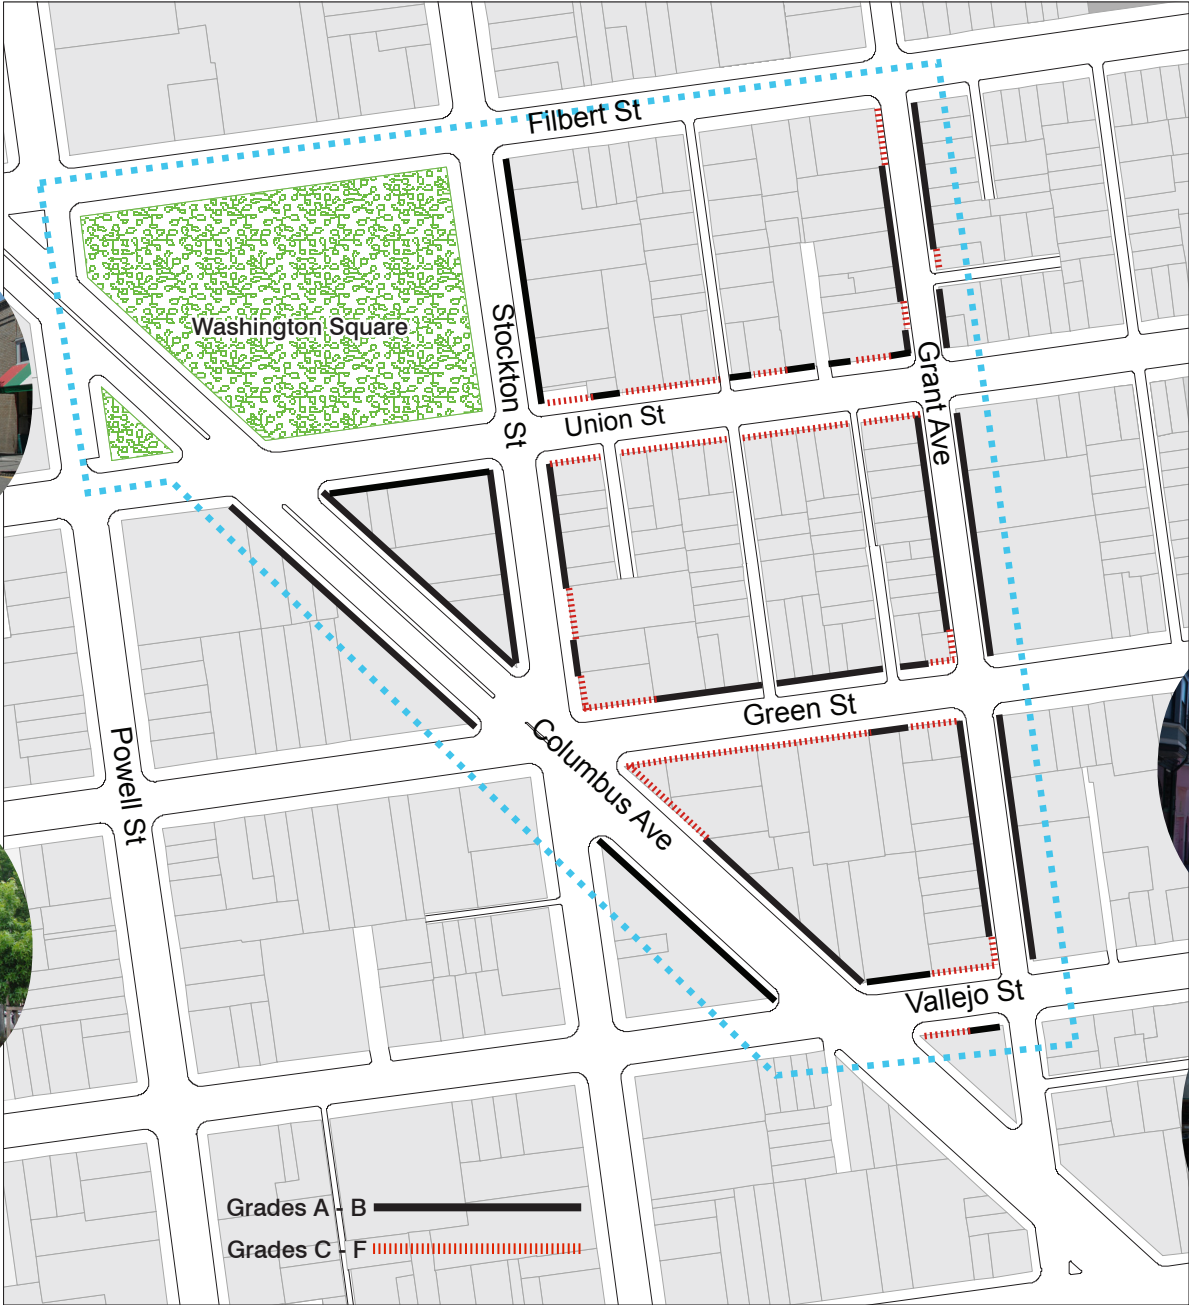 Filbert St
Washington Square
Stockton St
Grant Ave
Union St
Green St
Columbus Ave
Powell St
Vallejo St
Grades A - B
Grades C - F